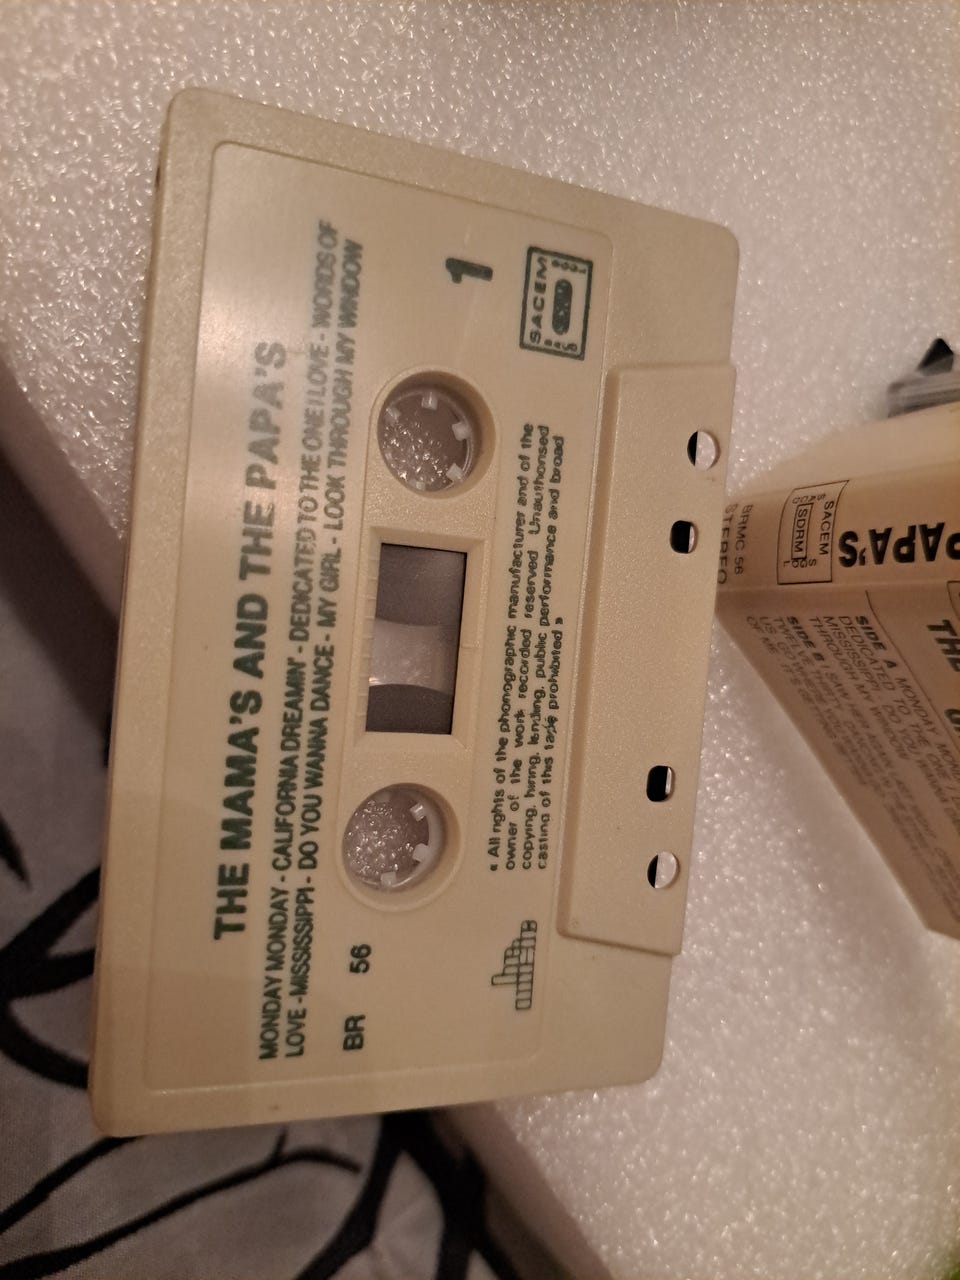 THE MAMA'S AND THE PAPA'S
MONDAY MONDAY - CALIFORNIA DREAMIN' - DEDICATED TO THE ONE I LOVE - WORDS OF
LOVE - MISSISSIPPI - DO YOU WANNA DANCE - MY GIRL - LOOK THROUGH MY WINDOW
BR 56
1
« All rights of the phonographic manufacturer and of the
owner of the work recorded reserved Unauthorised
copying, hiring, lending, public performance and broad
casting of this tape prohibited »
SACEM
BRMC 56
STEREO
SACEM
SDRM
PAPA'S
SIDE A MONDAY, MON
DEDICATED TO THE ONE
MISSISSIPPI DO YOU
THROUGH MY WINDOW
SIDE B I SAW HER